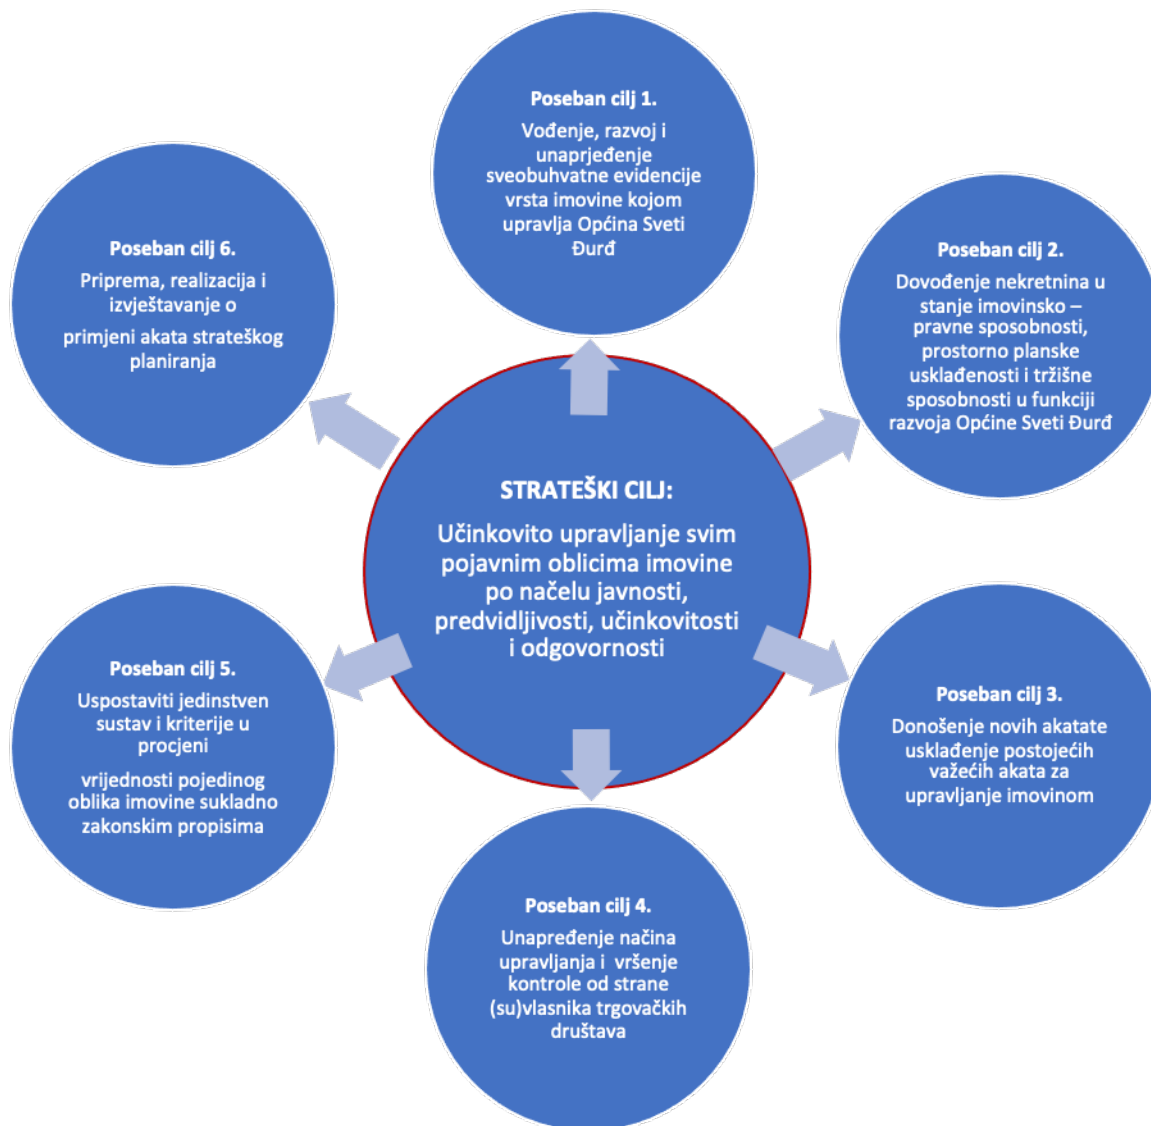 Poseban cilj 1.
Vođenje, razvoj i
unaprjeđenje
sveobuhvatne evidencije
vrsta imovine kojom
upravlja Općina Sveti
Đurđ
Poseban cilj 2.
Dovođenje nekretnina u
stanje imovinsko –
pravne sposobnosti,
prostorno planske
usklađenosti i tržišne
sposobnosti u funkciji
razvoja Općine Sveti Đurđ
Poseban cilj 3.
Donošenje novih akatate
usklađenje postojećih
važećih akata za
upravljanje imovinom
Poseban cilj 4.
Unapređenje načina
upravljanja i vršenje
kontrole od strane
(su)vlasnika trgovačkih
društava
Poseban cilj 5.
Uspostaviti jedinstven
sustav i kriterije u
procjeni
vrijednosti pojedinog
oblika imovine sukladno
zakonskim propisima
Poseban cilj 6.
Priprema, realizacija i
izvještavanje o
primjeni akata strateškog
planiranja
STRATEŠKI CILJ:
Učinkovito upravljanje svim
pojavnim oblicima imovine
po načelu javnosti,
predvidljivosti, učinkovitosti
i odgovornosti